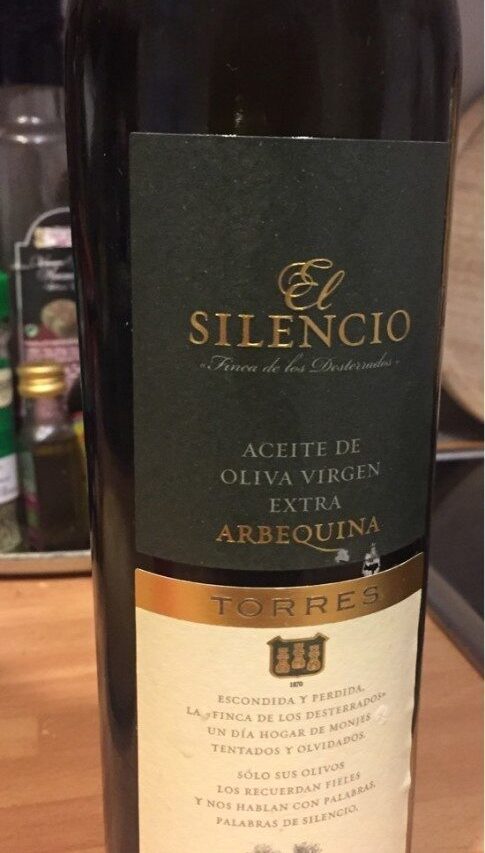 El
SILENCIO
«Finca de los Desterrados»
ACEITE DE
OLIVA VIRGEN
EXTRA
ARBEQUINA
TORRES
1870
ESCONDIDA Y PERDIDA,
LA «FINCA DE LOS DESTERRADOS»
UN DÍA HOGAR DE MONJES
TENTADOS Y OLVIDADOS.
SÓLO SUS OLIVOS
LOS RECUERDAN FIELES
Y NOS HABLAN CON PALABRAS,
PALABRAS DE SILENCIO.